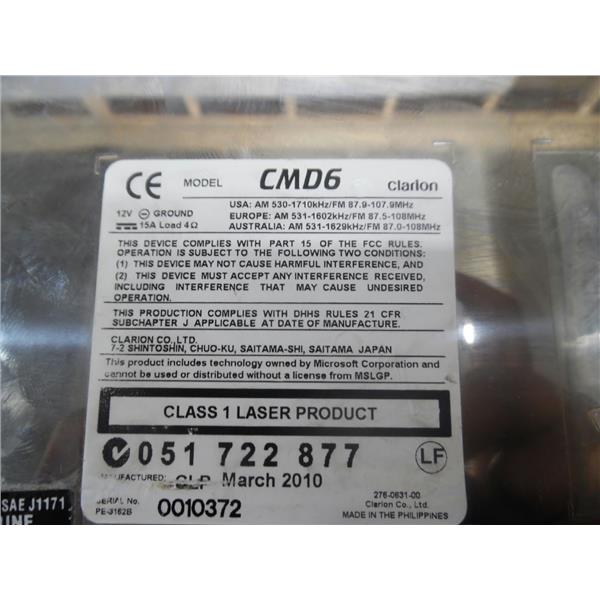 CE MODEL CMD6 clarion
USA: AM 530-1710kHz/FM 87.9-107.9MHz
12V GROUND EUROPE: AM 531-1602kHz/FM 87.5-108MHz
15A Load 4Ω AUSTRALIA: AM 531-1629kHz/FM 87.0-108MHz
THIS DEVICE COMPLIES WITH PART 15 OF THE FCC RULES.
OPERATION IS SUBJECT TO THE FOLLOWING TWO CONDITIONS:
(1) THIS DEVICE MAY NOT CAUSE HARMFUL INTERFERENCE, AND
(2) THIS DEVICE MUST ACCEPT ANY INTERFERENCE RECEIVED,
INCLUDING INTERFERENCE THAT MAY CAUSE UNDESIRED
OPERATION.
THIS PRODUCTION COMPLIES WITH DHHS RULES 21 CFR
SUBCHAPTER J APPLICABLE AT DATE OF MANUFACTURE.
CLARION CO.,LTD.
7-2 SHINTOSHIN, CHUO-KU, SAITAMA-SHI, SAITAMA JAPAN
This product includes technology owned by Microsoft Corporation and
cannot be used or distributed without a license from MSLGP.
CLASS 1 LASER PRODUCT
051 722 877 LF
MANUFACTURED: GLP March 2010
SERIAL No. 0010372 276-0631-00
PE-3162B Clarion Co., Ltd.
MADE IN THE PHILIPPINES
SAE J1171